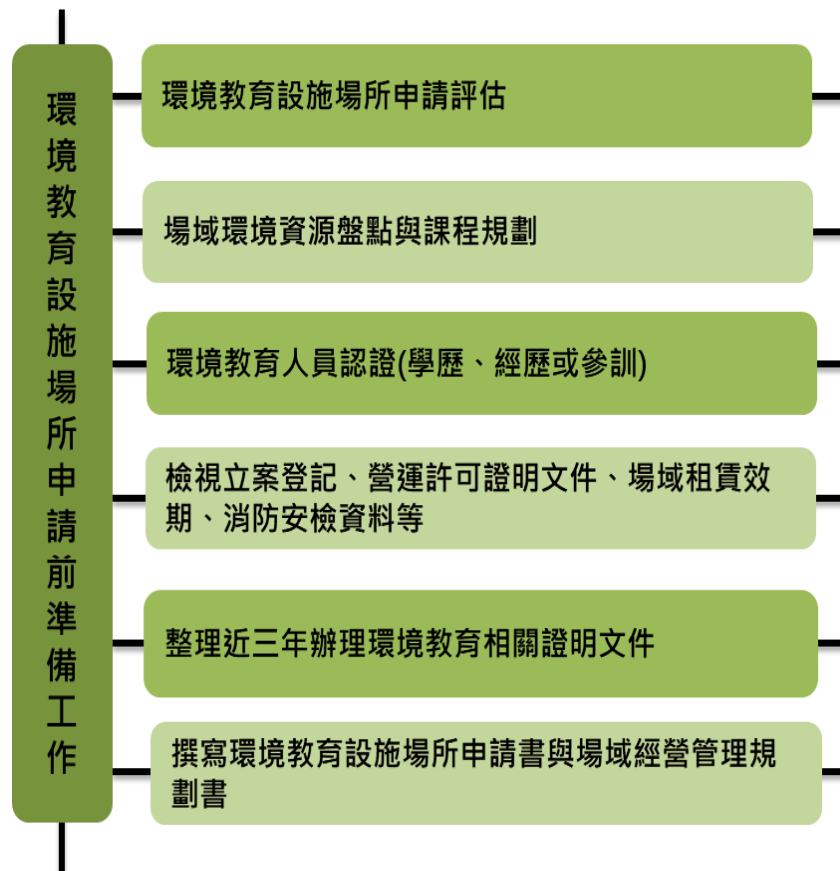 環境教育設施場所申請前準備工作
環境教育設施場所申請評估
場域環境資源盤點與課程規劃
環境教育人員認證(學歷、經歷或參訓)
檢視立案登記、營運許可證明文件、場域租賃效
期、消防安檢資料等
整理近三年辦理環境教育相關證明文件
撰寫環境教育設施場所申請書與場域經營管理規
劃書